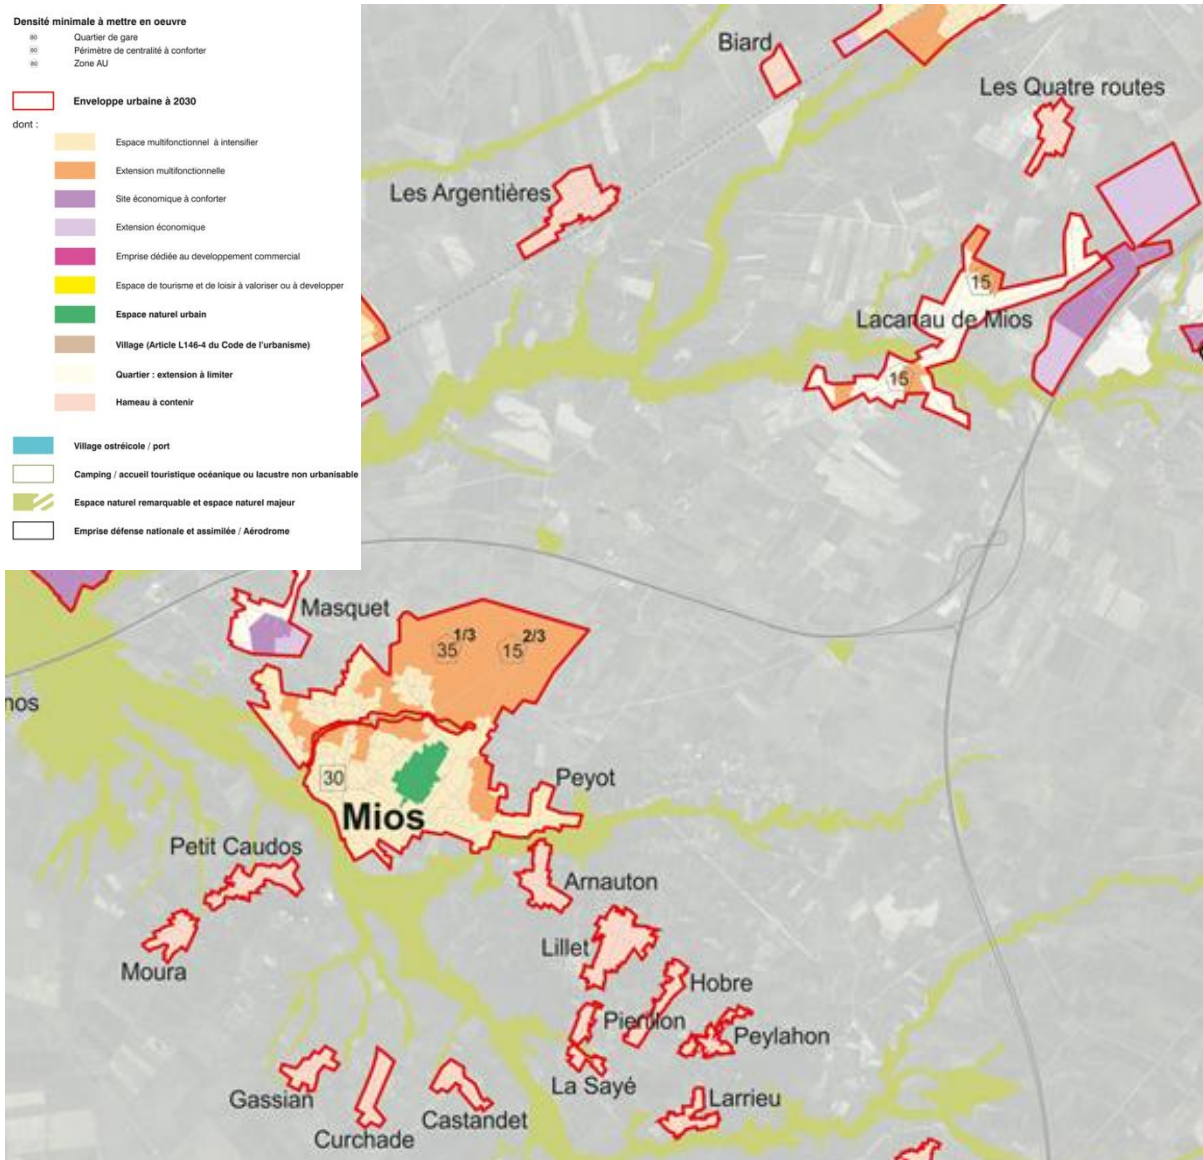 Densité minimale à mettre en oeuvre
80 Quartier de gare
80 Périmètre de centralité à conforter
80 Zone AU
Enveloppe urbaine à 2030
dont :
Espace multifonctionnel à intensifier
Extension multifonctionnelle
Site économique à conforter
Extension économique
Emprise dédiée au developpement commercial
Espace de tourisme et de loisir à valoriser ou à développer
Espace naturel urbain
Village (Article L146-4 du Code de l'urbanisme)
Quartier : extension à limiter
Hameau à contenir
Village ostréicole / port
Camping / accueil touristique océanique ou lacustre non urbanisable
Espace naturel remarquable et espace naturel majeur
Emprise défense nationale et assimilée / Aérodrome
Biard
Les Quatre routes
Les Argentières
15
Lacanau de Mios
15
Masquet
35 1/3
15 2/3
nos
30
Mios
Peyot
Petit Caudos
Arnauton
Moura
Lillet
Hobre
Peylahon
La Sayé
Gassian
Curchade
Castandet
Larrieu